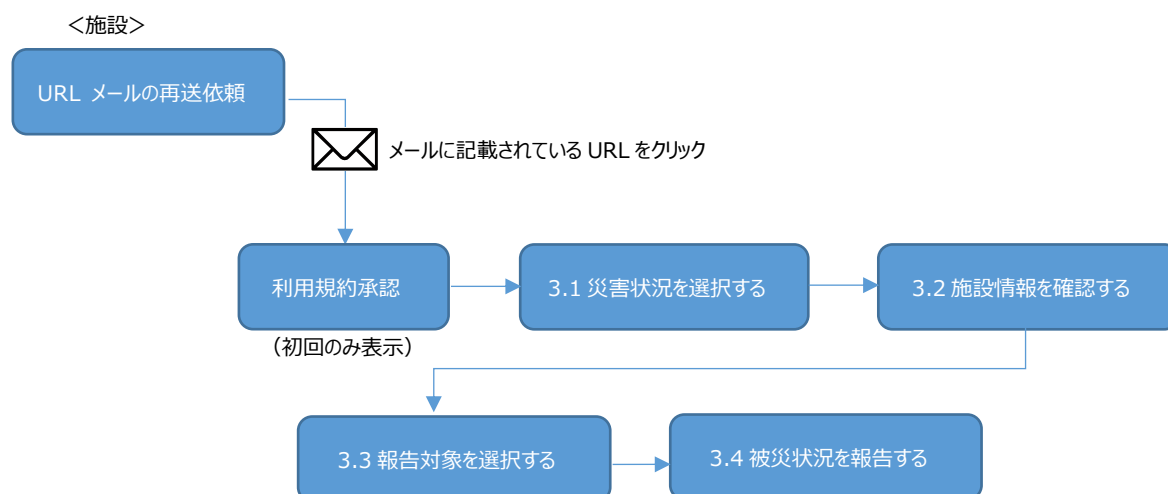 ＜施設＞
URL メールの再送依頼
メールに記載されている URL をクリック
利用規約承認
（初回のみ表示）
3.1 災害状況を選択する
3.2 施設情報を確認する
3.3 報告対象を選択する
3.4 被災状況を報告する